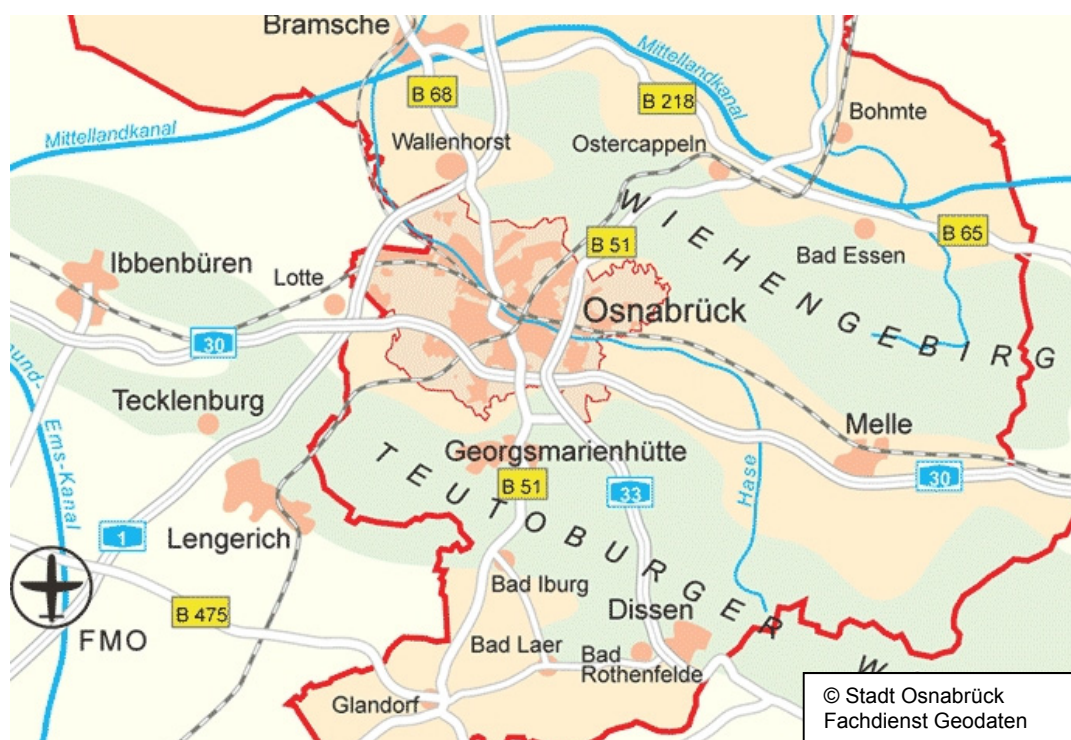 Bramsche
Mittellandkanal
B 68
B 218
Bohmte
Mittellandkanal
Wallenhorst
Ostercappeln
WIEHENGEBIRG
B 51
B 65
Bad Essen
Ibbenbüren
Lotte
Osnabrück
30
Tecklenburg
Ems-Kanal
Melle
Georgsmarienhütte
TEUTOBURGER W
B 51
33
Hase
30
1
Lengerich
Bad Iburg
B 475
Dissen
FMO
Bad Laer
Bad
Rothenfelde
Glandorf
© Stadt Osnabrück
Fachdienst Geodaten